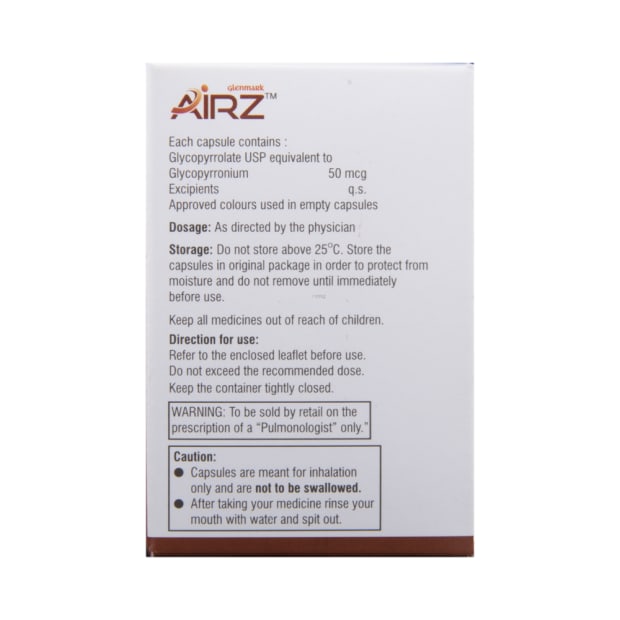 Glenmark
AIRZ™
Each capsule contains :
Glycopyrrolate USP equivalent to
Glycopyrronium 50 mcg
Excipients q.s.
Approved colours used in empty capsules
Dosage: As directed by the physician
Storage: Do not store above 25°C. Store the
capsules in original package in order to protect from
moisture and do not remove until immediately
before use.
Keep all medicines out of reach of children.
Direction for use:
Refer to the enclosed leaflet before use.
Do not exceed the recommended dose.
Keep the container tightly closed.
WARNING: To be sold by retail on the
prescription of a “Pulmonologist” only.”
Caution:
● Capsules are meant for inhalation
only and are not to be swallowed.
● After taking your medicine rinse your
mouth with water and spit out.